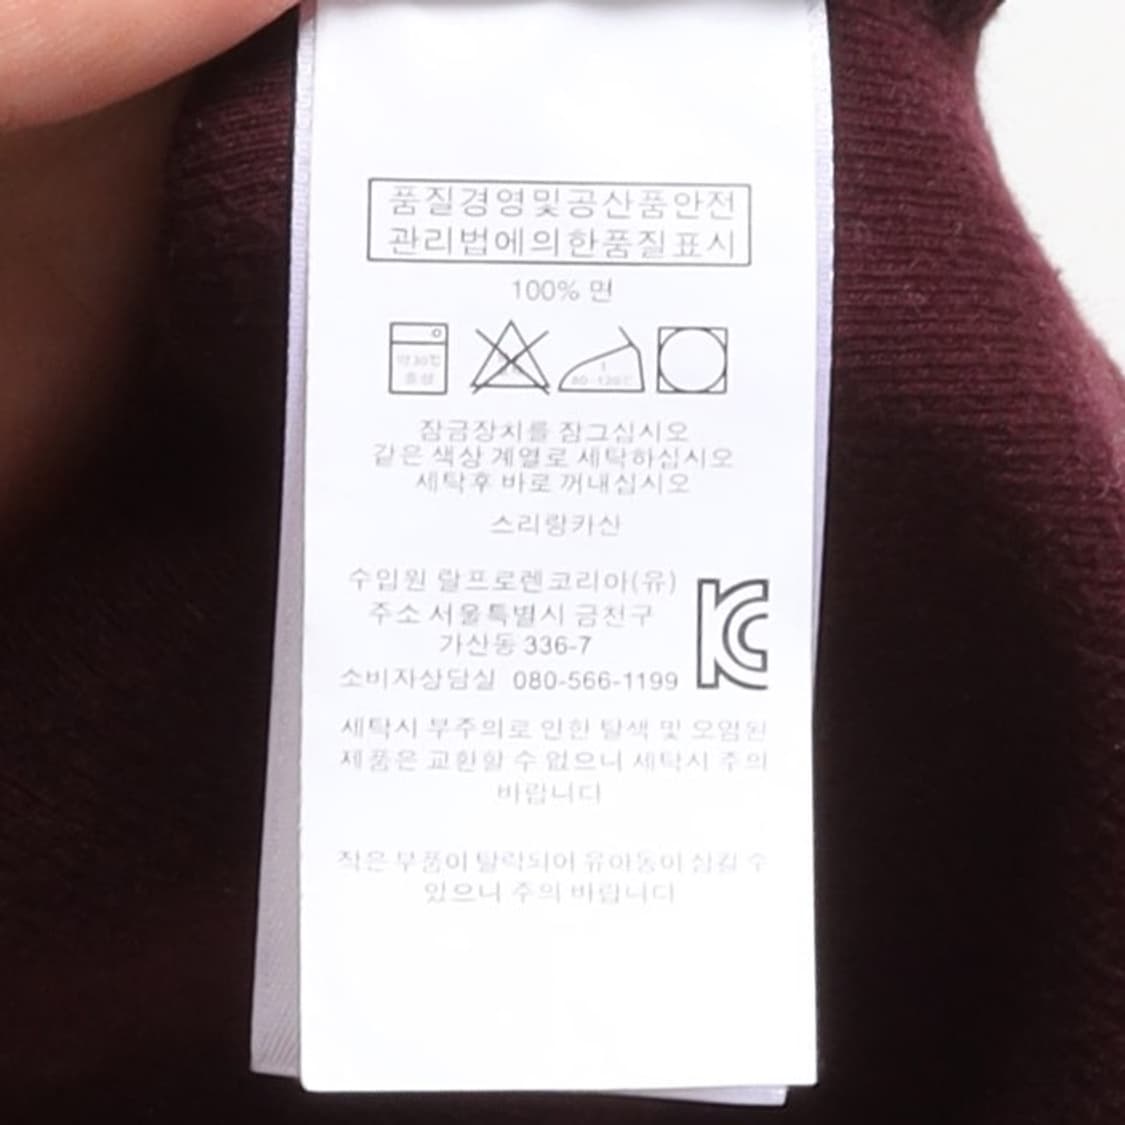 품질경영및공산품안전
관리법에의한품질표시
100% 면
약 30℃
중성
80-120℃
잠금장치를 잠그십시오
같은 색상 계열로 세탁하십시오
세탁후 바로 꺼내십시오
스리랑카산
수입원 랄프로렌코리아(유)
주소 서울특별시 금천구
가산동 336-7
소비자상담실 080-566-1199
세탁시 부주의로 인한 탈색 및 오염된
제품은 교환할 수 없으니 세탁시 주의
바랍니다
작은 부품이 탈락되어 유아동이 삼킬 수
있으니 주의 바랍니다